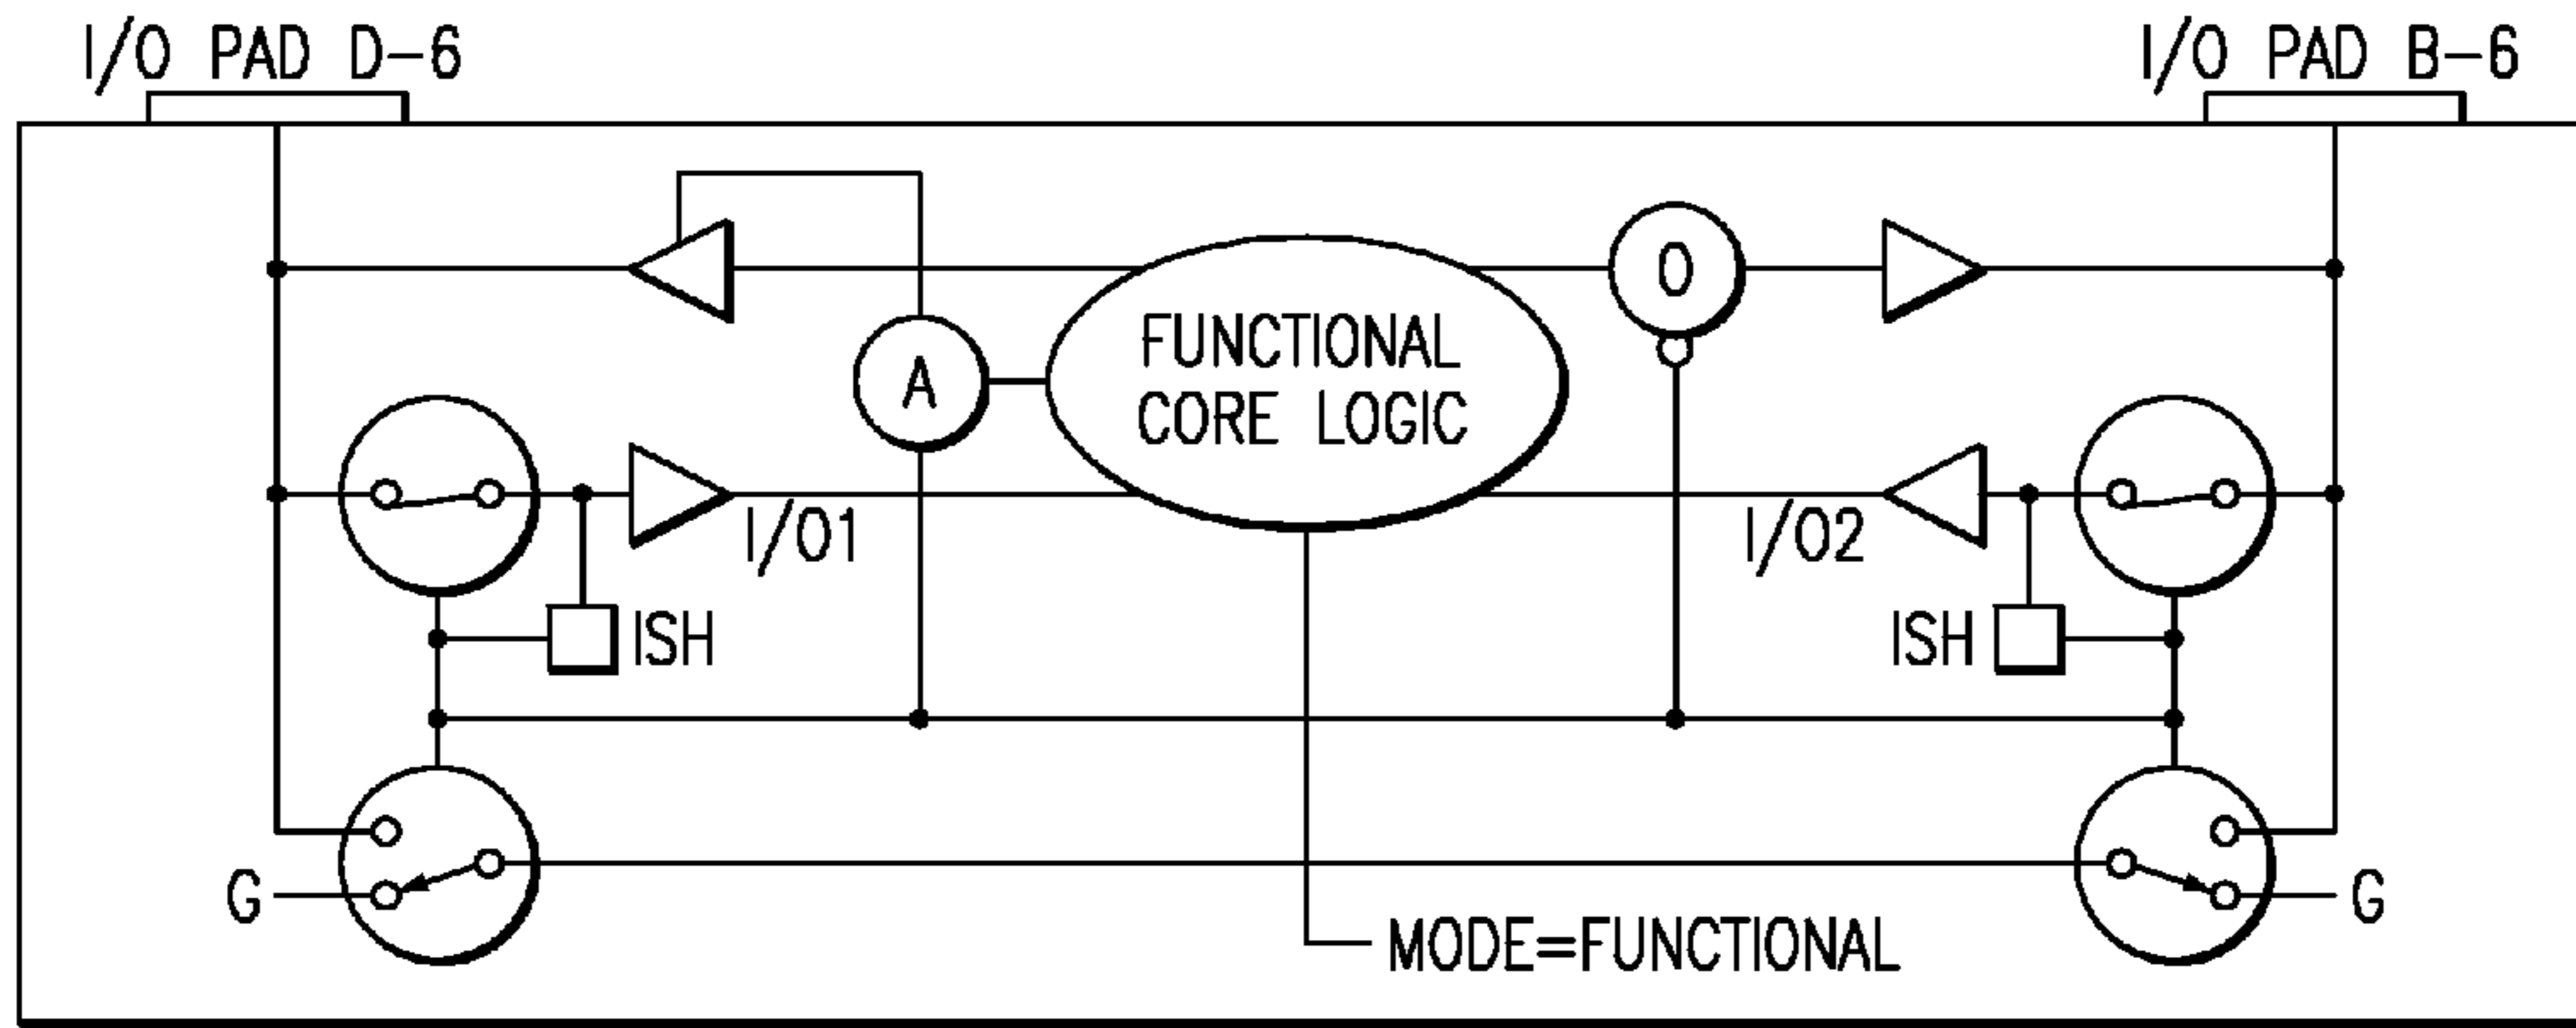 I/O PAD D-6
I/O PAD B-6
FUNCTIONAL
CORE LOGIC
O
A
I/O1
I/O2
ISH
ISH
G
G
MODE=FUNCTIONAL